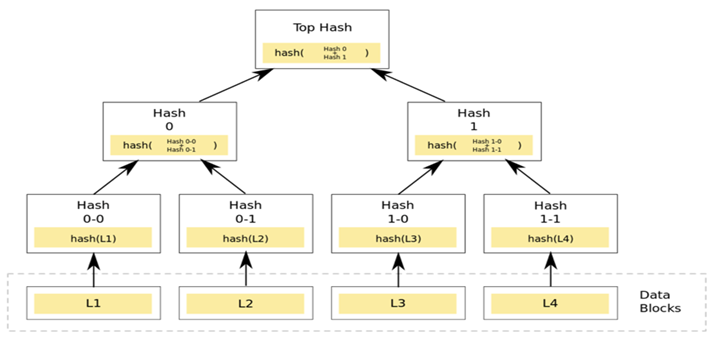 Top Hash
hash( Hash 0 + Hash 1 )
Hash 0
hash( Hash 0-0 + Hash 0-1 )
Hash 1
hash( Hash 1-0 + Hash 1-1 )
Hash 0-0
hash(L1)
Hash 0-1
hash(L2)
Hash 1-0
hash(L3)
Hash 1-1
hash(L4)
L1
L2
L3
L4
Data
Blocks